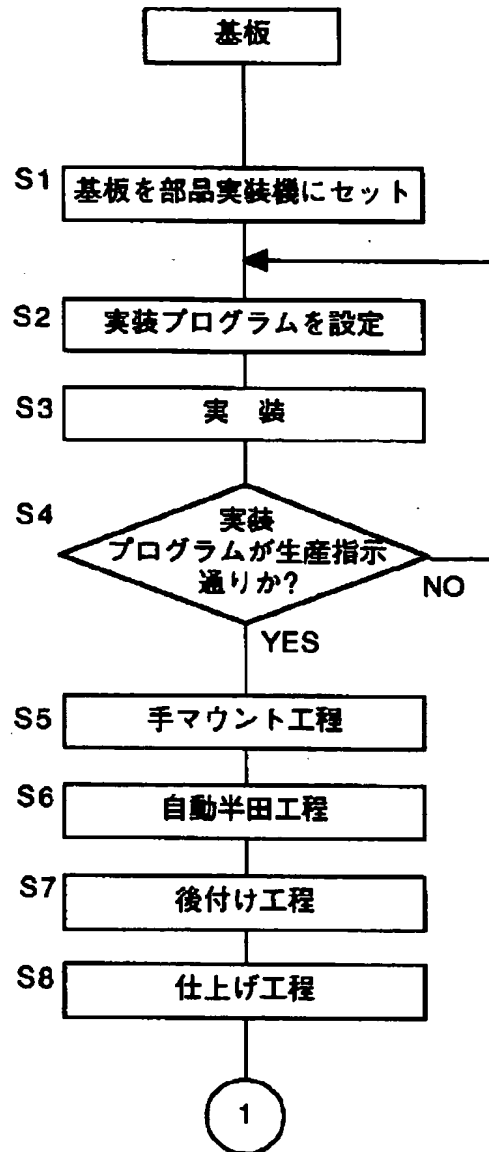 基板
S1
基板を部品実装機にセット
S2
実装プログラムを設定
S3
実 装
S4
実装
プログラムが生産指示
通りか?
NO
YES
S5
手マウント工程
S6
自動半田工程
S7
後付け工程
S8
仕上げ工程
1